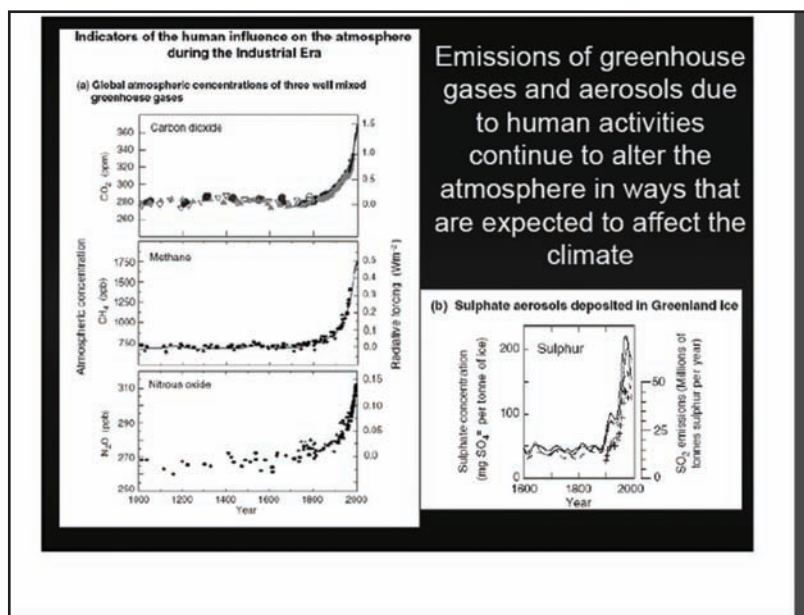 Indicators of the human influence on the atmosphere
during the Industrial Era
(a) Global atmospheric concentrations of three well mixed
greenhouse gases
Carbon dioxide
360
340
320
300
280
260
CO2 (ppm)
1.5
1.0
0.5
0.0
Methane
1750
1500
1250
1000
750
CH4 (ppb)
Atmospheric concentration
0.5
0.4
0.3
0.2
0.1
0.0
Radiative forcing (Wm-2)
Nitrous oxide
310
290
270
260
N2O (ppb)
0.15
0.10
0.05
0.0
1000
1200
1400
1600
1800
2000
Year
Emissions of greenhouse
gases and aerosols due
to human activities
continue to alter the
atmosphere in ways that
are expected to affect the
climate
(b) Sulphate aerosols deposited in Greenland Ice
Sulphur
200
100
0
Sulphate concentration
(mg SO4= per tonne of ice)
50
25
0
SO2 emissions (Millions of
tonnes sulphur per year)
1600
1800
2000
Year